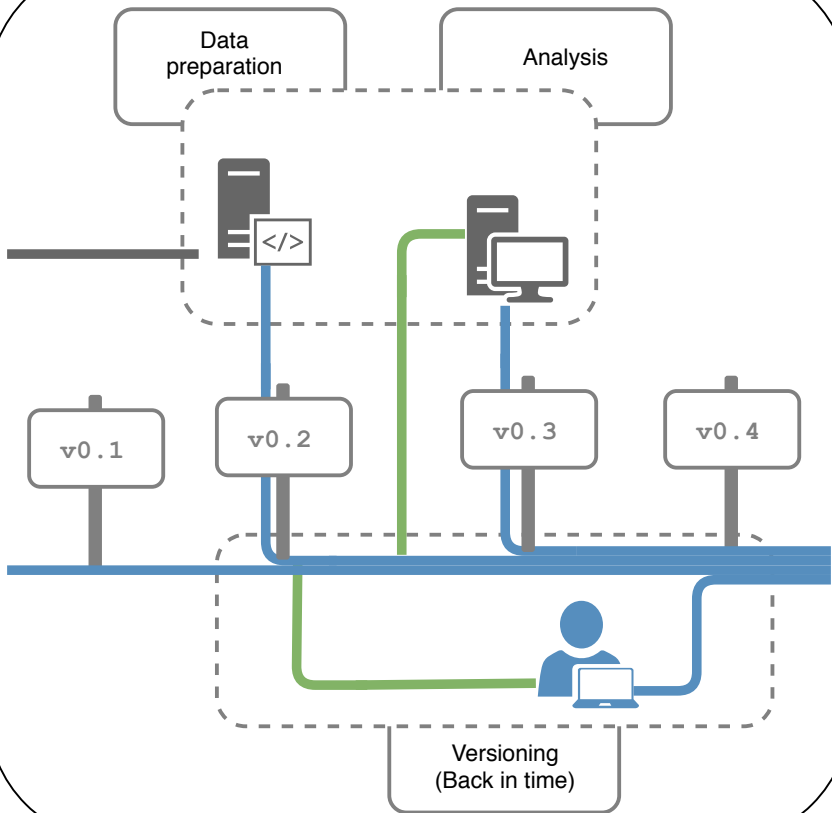 Data
preparation
Analysis
</>
v0.1
v0.2
v0.3
v0.4
Versioning
(Back in time)